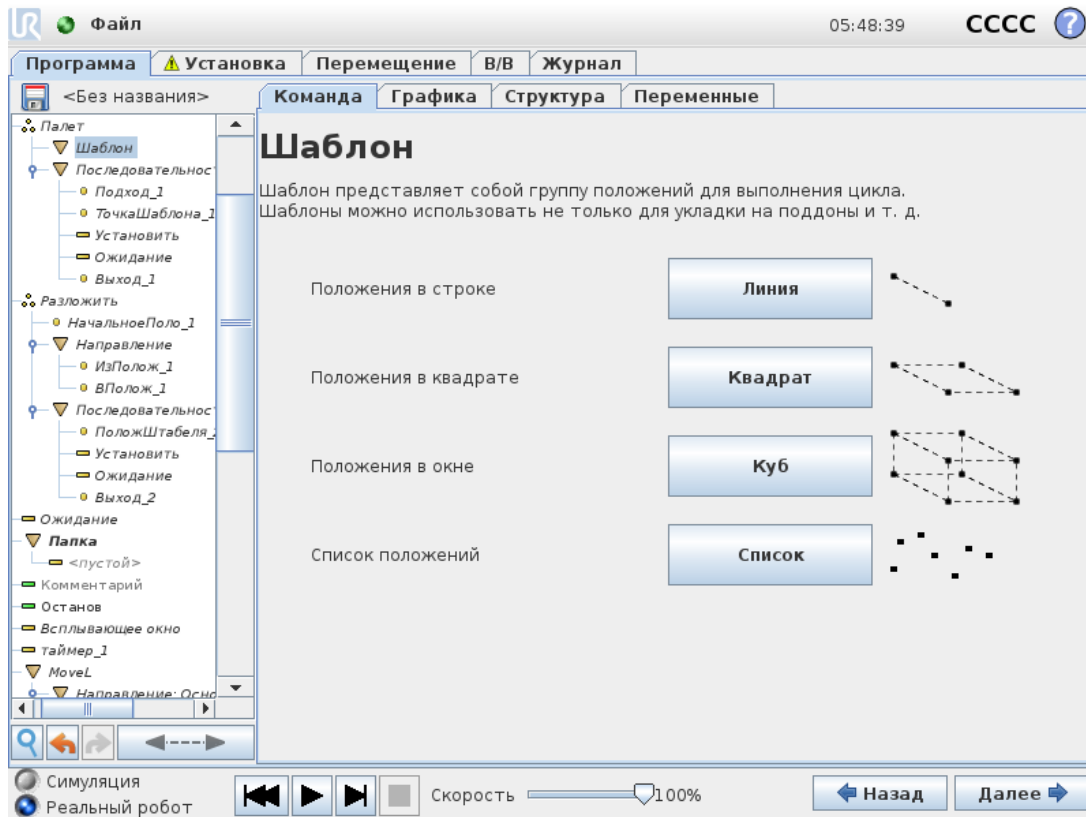 UR Файл 05:48:39 CCCC ?
Программа Установка Перемещение В/В Журнал
<Без названия> Команда Графика Структура Переменные
Палет
Шаблон
Последовательност
Подход_1
ТочкаШаблона_1
Установить
Ожидание
Выход_1
Разложить
НачальноеПоло_1
Направление
ИзПолож_1
ВПолож_1
Последовательност
ПоложШтабеля_
Установить
Ожидание
Выход_2
Ожидание
Папка
<пустой>
Комментарий
Останов
Всплывающее окно
таймер_1
MoveL
Направление: Осно
Шаблон
Шаблон представляет собой группу положений для выполнения цикла.
Шаблоны можно использовать не только для укладки на поддоны и т. д.
Положения в строке Линия
Положения в квадрате Квадрат
Положения в окне Куб
Список положений Список
Симуляция
Реальный робот
Скорость 100% Назад Далее